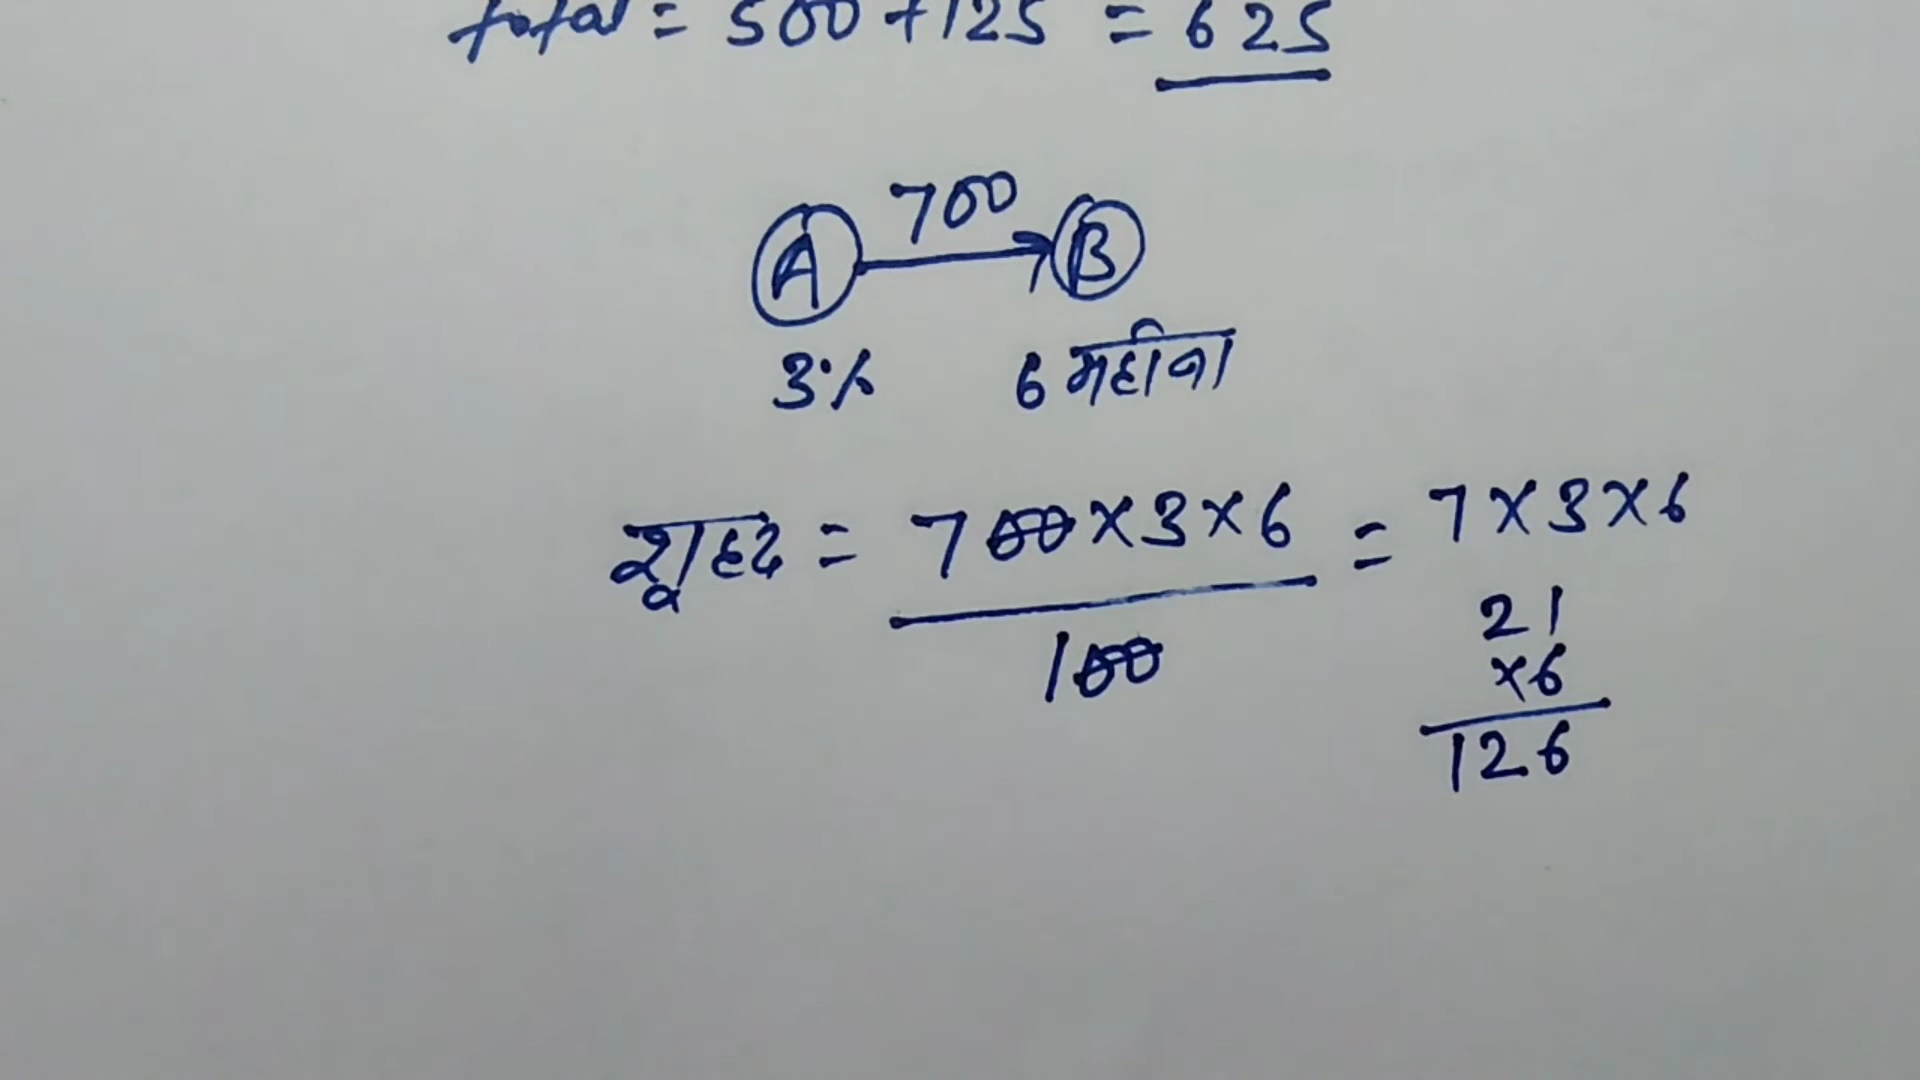 total = 500 + 125 = 625
700
A → B
3% 6 महीना
= 700×3×6 = 7×3×6
100
21
×6
126